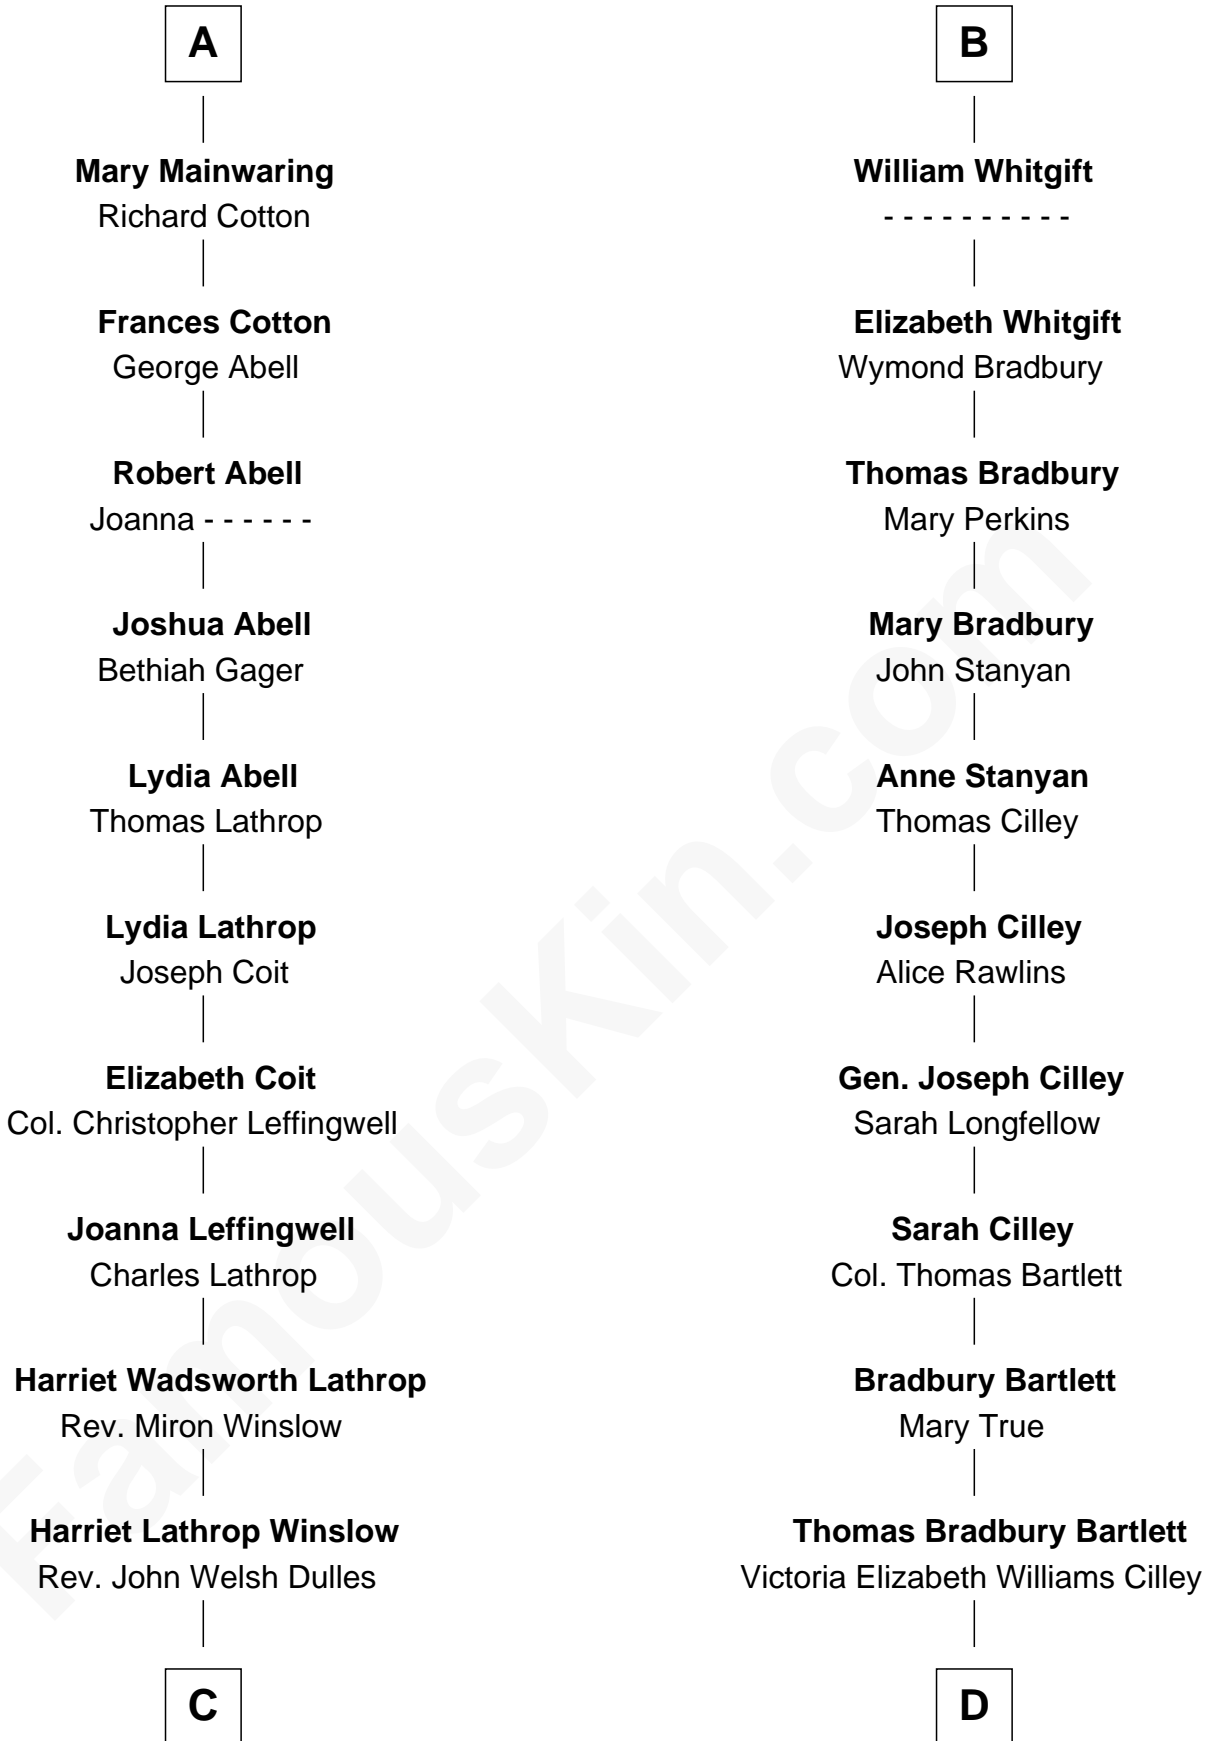 A
Mary Mainwaring
Richard Cotton
Frances Cotton
George Abell
Robert Abell
Joanna - - - - - -
Joshua Abell
Bethiah Gager
Lydia Abell
Thomas Lathrop
Lydia Lathrop
Joseph Coit
Elizabeth Coit
Col. Christopher Leffingwell
Joanna Leffingwell
Charles Lathrop
Harriet Wadsworth Lathrop
Rev. Miron Winslow
Harriet Lathrop Winslow
Rev. John Welsh Dulles
C
B
William Whitgift
- - - - - - - - - -
Elizabeth Whitgift
Wymond Bradbury
Thomas Bradbury
Mary Perkins
Mary Bradbury
John Stanyan
Anne Stanyan
Thomas Cilley
Joseph Cilley
Alice Rawlins
Gen. Joseph Cilley
Sarah Longfellow
Sarah Cilley
Col. Thomas Bartlett
Bradbury Bartlett
Mary True
Thomas Bradbury Bartlett
Victoria Elizabeth Williams Cilley
D
FamousKin.com